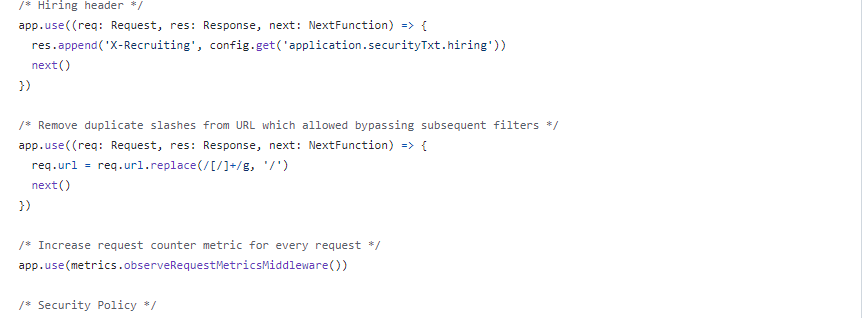 /* Hiring header */
app.use((req: Request, res: Response, next: NextFunction) => {
res.append('X-Recruiting', config.get('application.securityTxt.hiring'))
next()
})
/* Remove duplicate slashes from URL which allowed bypassing subsequent filters */
app.use((req: Request, res: Response, next: NextFunction) => {
req.url = req.url.replace(/[/]+/g, '/')
next()
})
/* Increase request counter metric for every request */
app.use(metrics.observeRequestMetricsMiddleware())
/* Security Policy */